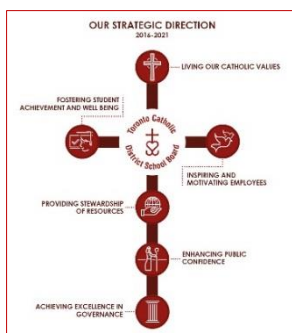 OUR STRATEGIC DIRECTION
2016-2021
LIVING OUR CATHOLIC VALUES
FOSTERING STUDENT
ACHIEVEMENT AND WELL BEING
Toronto Catholic
District School Board
INSPIRING AND
MOTIVATING EMPLOYEES
PROVIDING STEWARDSHIP
OF RESOURCES
ENHANCING PUBLIC
CONFIDENCE
ACHIEVING EXCELLENCE IN
GOVERNANCE